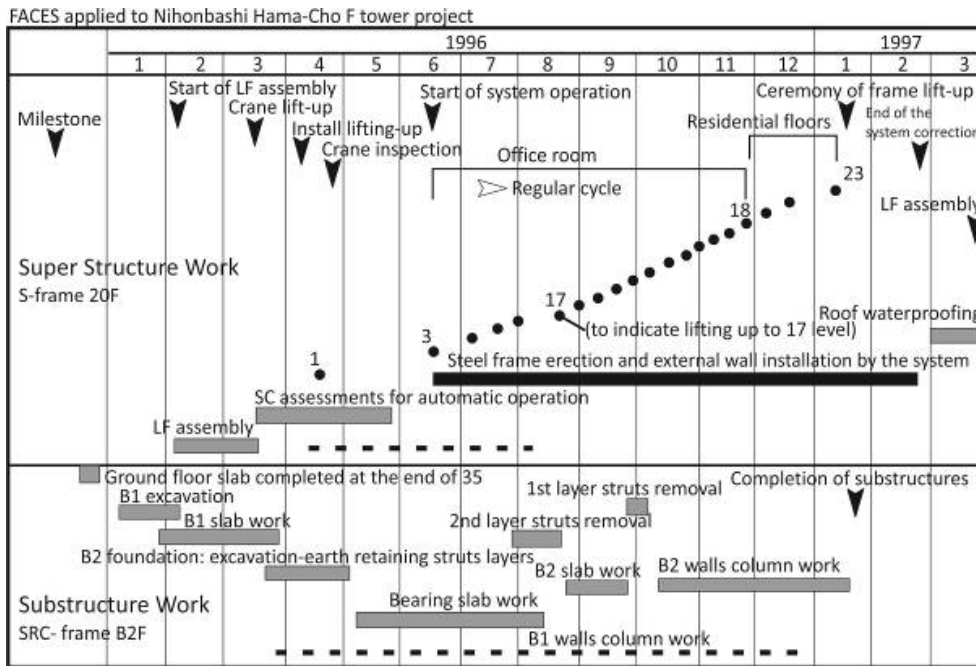 FACES applied to Nihonbashi Hama-Cho F tower project
1996 1997
1 2 3 4 5 6 7 8 9 10 11 12 1 2 3
Milestone
Start of LF assembly
Crane lift-up
Install lifting-up
Crane inspection
Start of system operation
Ceremony of frame lift-up
End of the
system correction
Residential floors
Office room
Regular cycle
LF assembly
Super Structure Work
S-frame 20F
23
18
17
(to indicate lifting up to 17 level)
3
1
Roof waterproofing
Steel frame erection and external wall installation by the system
SC assessments for automatic operation
LF assembly
Ground floor slab completed at the end of 35
Completion of substructures
B1 excavation
1st layer struts removal
B1 slab work
2nd layer struts removal
B2 foundation: excavation-earth retaining struts layers
B2 slab work
B2 walls column work
Substructure Work
SRC- frame B2F
Bearing slab work
B1 walls column work